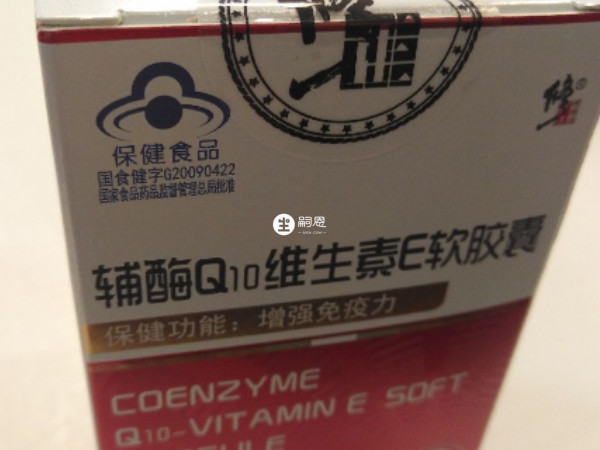 保健食品
国食健字G20090422
国家食品药品监督管理总局批准
嗣恩
辅酶Q10维生素E软胶囊
保健功能：增强免疫力
COENZYME
Q10-VITAMIN E SOFT